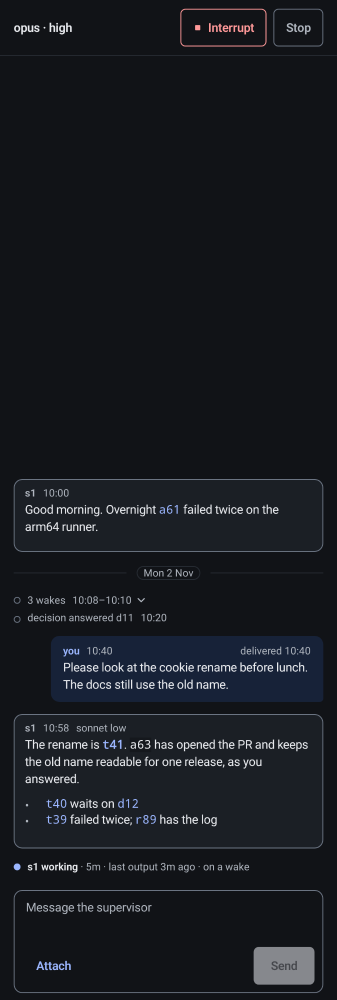 opus · high
Interrupt
Stop
s1 10:00
Good morning. Overnight a61 failed twice on the
arm64 runner.
Mon 2 Nov
3 wakes 10:08–10:10
decision answered d11 10:20
you 10:40 delivered 10:40
Please look at the cookie rename before lunch.
The docs still use the old name.
s1 10:58 sonnet low
The rename is t41. a63 has opened the PR and keeps
the old name readable for one release, as you
answered.
• t40 waits on d12
• t39 failed twice; r89 has the log
s1 working · 5m · last output 3m ago · on a wake
Message the supervisor
Attach
Send